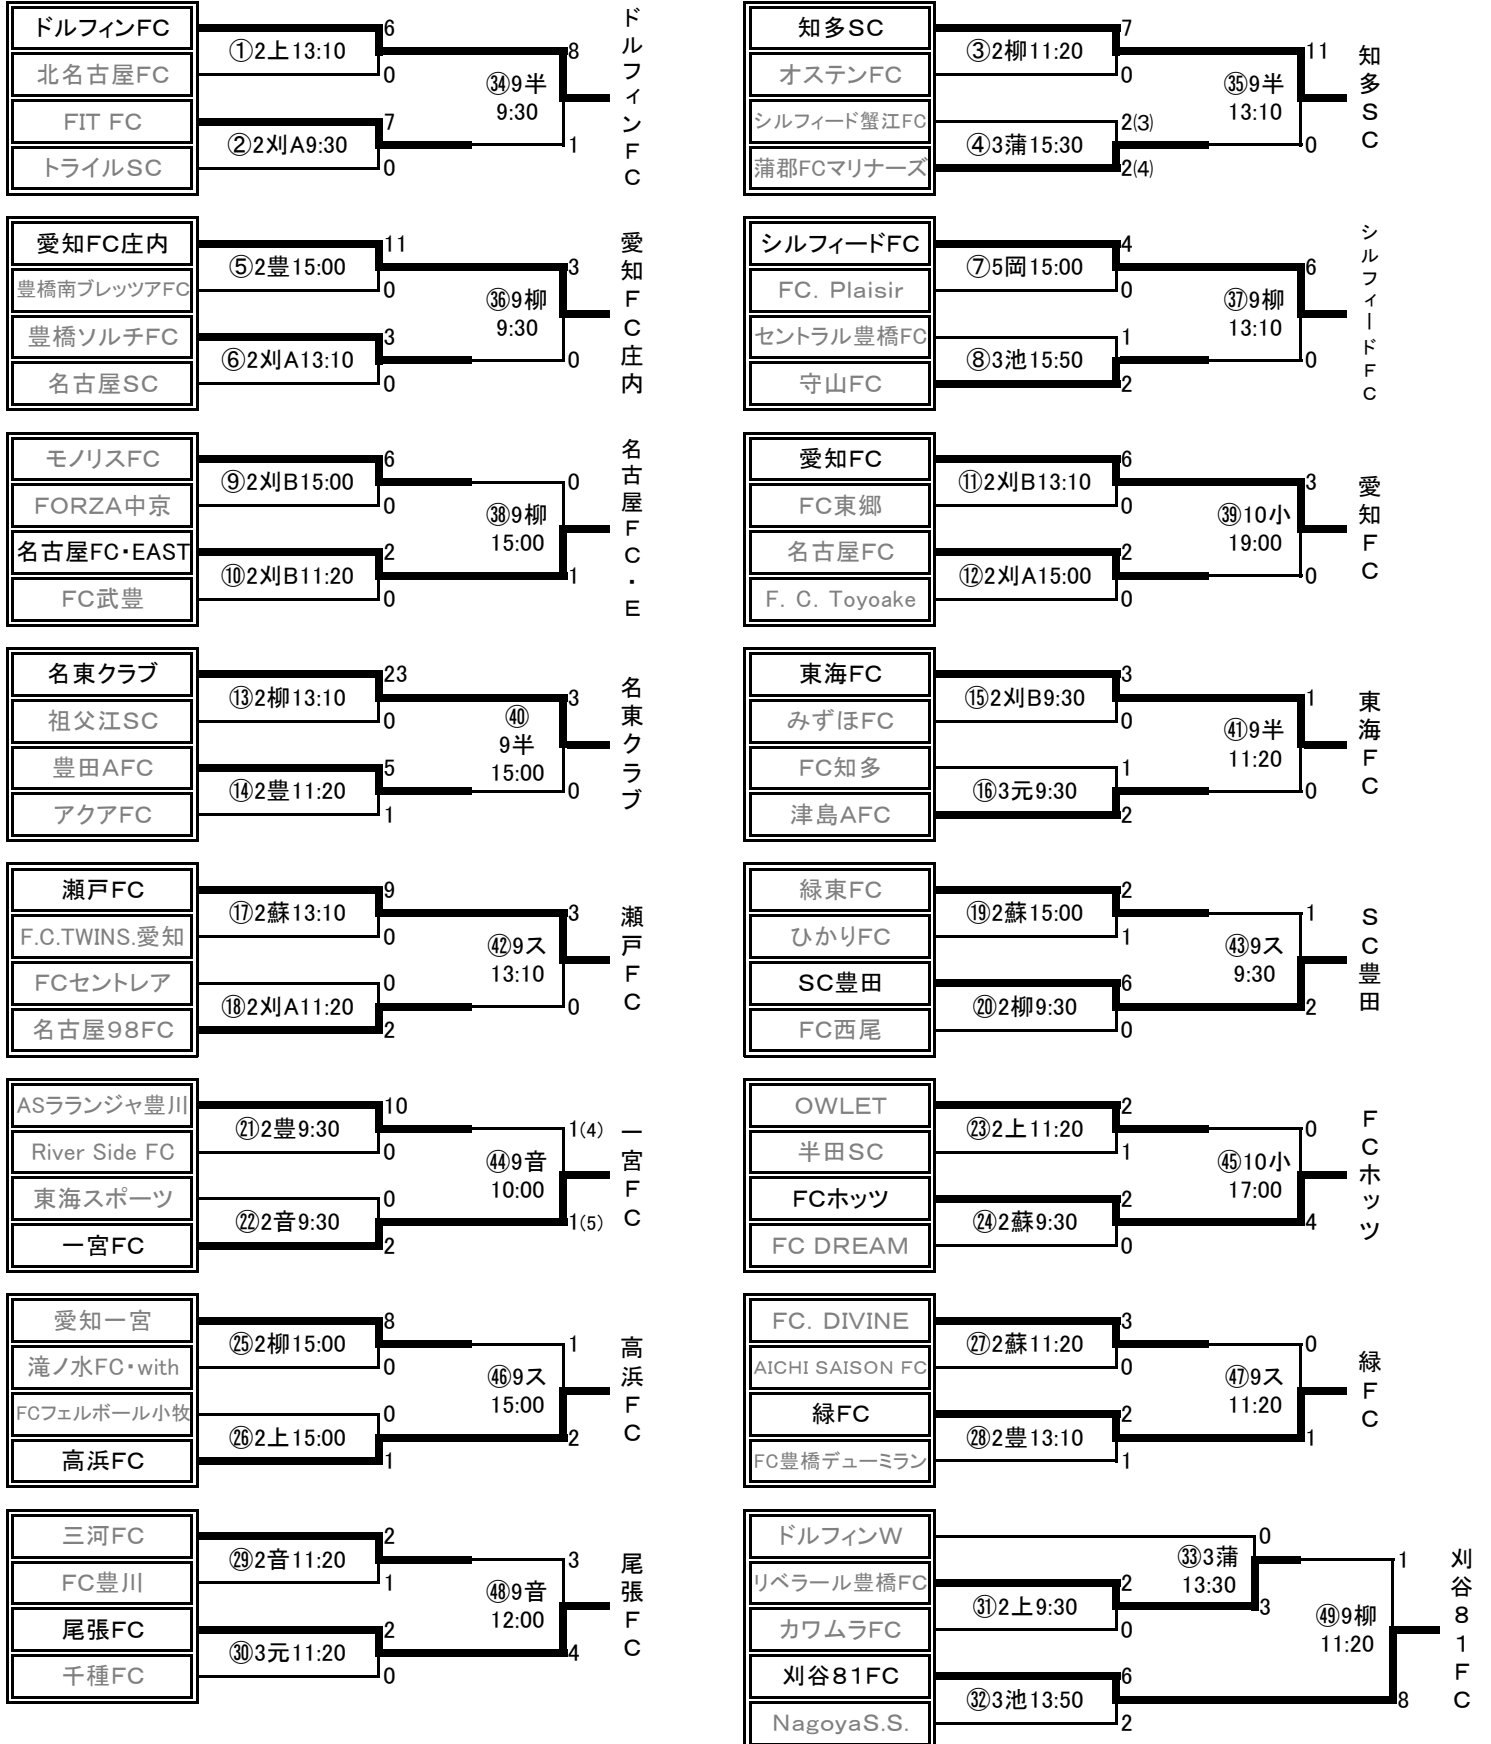 ドルフィンFC
北名古屋FC
FIT FC
トライルSC
①2上13:10
②2刈A9:30
6
0
7
0
㉞9半
9:30
8
1
ドルフィンFC
知多SC
オステンFC
シルフィード蟹江FC
蒲郡FCマリナーズ
③2柳11:20
④3蒲15:30
7
0
2(3)
2(4)
㉟9半
13:10
11
0
知多SC
愛知FC庄内
豊橋南ブレッツアFC
豊橋ソルチFC
名古屋SC
⑤2豊15:00
⑥2刈A13:10
11
0
3
0
㊱9柳
9:30
3
0
愛知FC庄内
シルフィードFC
FC. Plaisir
セントラル豊橋FC
守山FC
⑦5岡15:00
⑧3池15:50
4
0
1
2
㊲9柳
13:10
6
0
シルフィードFC
モノリスFC
FORZA中京
名古屋FC・EAST
FC武豊
⑨2刈B15:00
⑩2刈B11:20
6
0
2
0
㊳9柳
15:00
0
1
名古屋FC・E
愛知FC
FC東郷
名古屋FC
F. C. Toyoake
⑪2刈B13:10
⑫2刈A15:00
6
0
2
0
㊴10小
19:00
3
0
愛知FC
名東クラブ
祖父江SC
豊田AFC
アクアFC
⑬2柳13:10
⑭2豊11:20
23
0
5
1
㊵
9半
15:00
3
0
名東クラブ
東海FC
みずほFC
FC知多
津島AFC
⑮2刈B9:30
⑯3元9:30
3
0
1
2
㊶9半
11:20
1
0
東海FC
瀬戸FC
F.C.TWINS.愛知
FCセントレア
名古屋98FC
⑰2蘇13:10
⑱2刈A11:20
9
0
0
2
㊷9ス
13:10
3
0
瀬戸FC
緑東FC
ひかりFC
SC豊田
FC西尾
⑲2蘇15:00
⑳2柳9:30
2
1
6
0
㊸9ス
9:30
1
2
SC豊田
ASラランジャ豊川
River Side FC
東海スポーツ
一宮FC
㉑2豊9:30
㉒2音9:30
10
0
0
2
㊹9音
10:00
1(4)
1(5)
一宮FC
OWLET
半田SC
FCホッツ
FC DREAM
㉓2上11:20
㉔2蘇9:30
2
1
2
0
㊺10小
17:00
0
4
FCホッツ
愛知一宮
滝ノ水FC・with
FCフェルボール小牧
高浜FC
㉕2柳15:00
㉖2上15:00
8
0
0
1
㊻9ス
15:00
1
2
高浜FC
FC. DIVINE
AICHI SAISON FC
緑FC
FC豊橋デューミラン
㉗2蘇11:20
㉘2豊13:10
3
0
2
1
㊼9ス
11:20
0
1
緑FC
三河FC
FC豊川
尾張FC
千種FC
㉙2音11:20
㉚3元11:20
2
1
2
0
㊽9音
12:00
3
4
尾張FC
ドルフィンW
リベラール豊橋FC
カワムラFC
刈谷81FC
NagoyaS.S.
㉛2上9:30
㉜3池13:50
2
0
6
2
㉝3蒲
13:30
0
3
㊾9柳
11:20
1
8
刈谷81FC